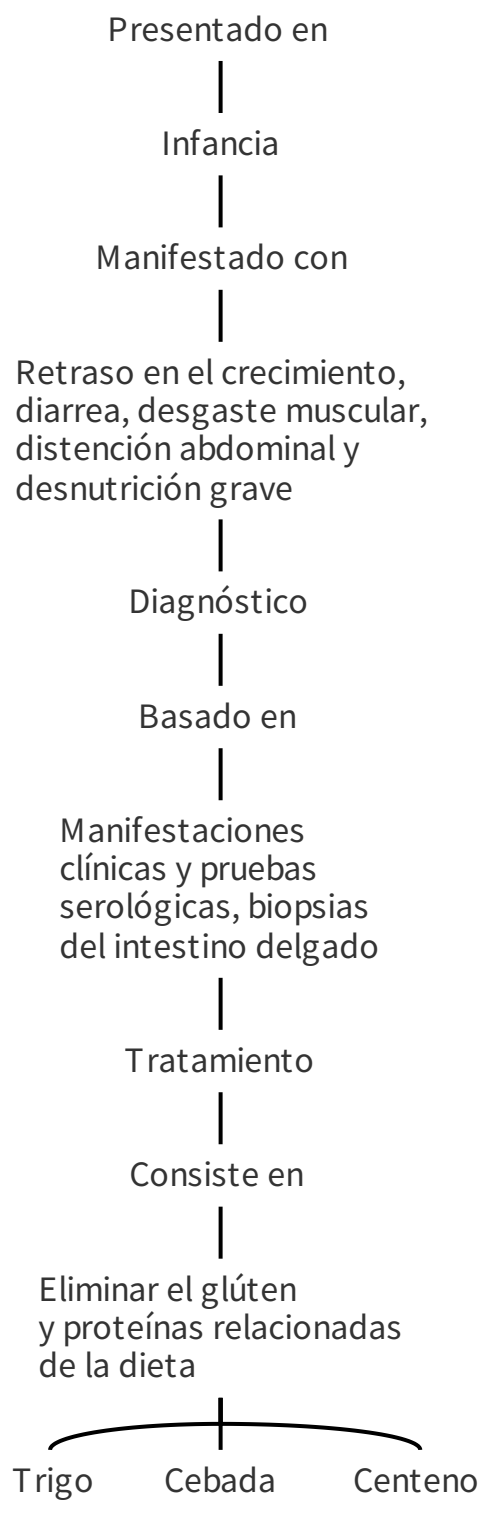 Presentado en
Infancia
Manifestado con
Retraso en el crecimiento,
diarrea, desgaste muscular,
distención abdominal y
desnutrición grave
Diagnóstico
Basado en
Manifestaciones
clínicas y pruebas
serológicas, biopsias
del intestino delgado
Tratamiento
Consiste en
Eliminar el glúten
y proteínas relacionadas
de la dieta
Trigo Cebada Centeno